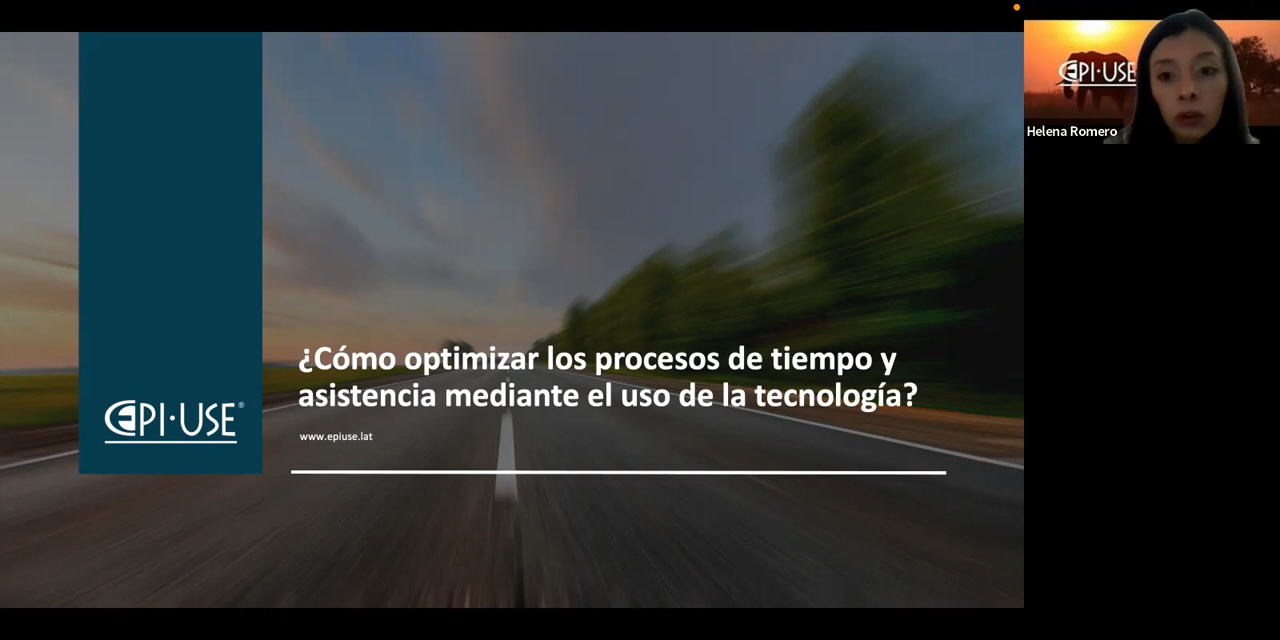 ¿Cómo optimizar los procesos de tiempo y
asistencia mediante el uso de la tecnología?
www.epiuse.lat
EPI·USE®
EPI·USE
Helena Romero